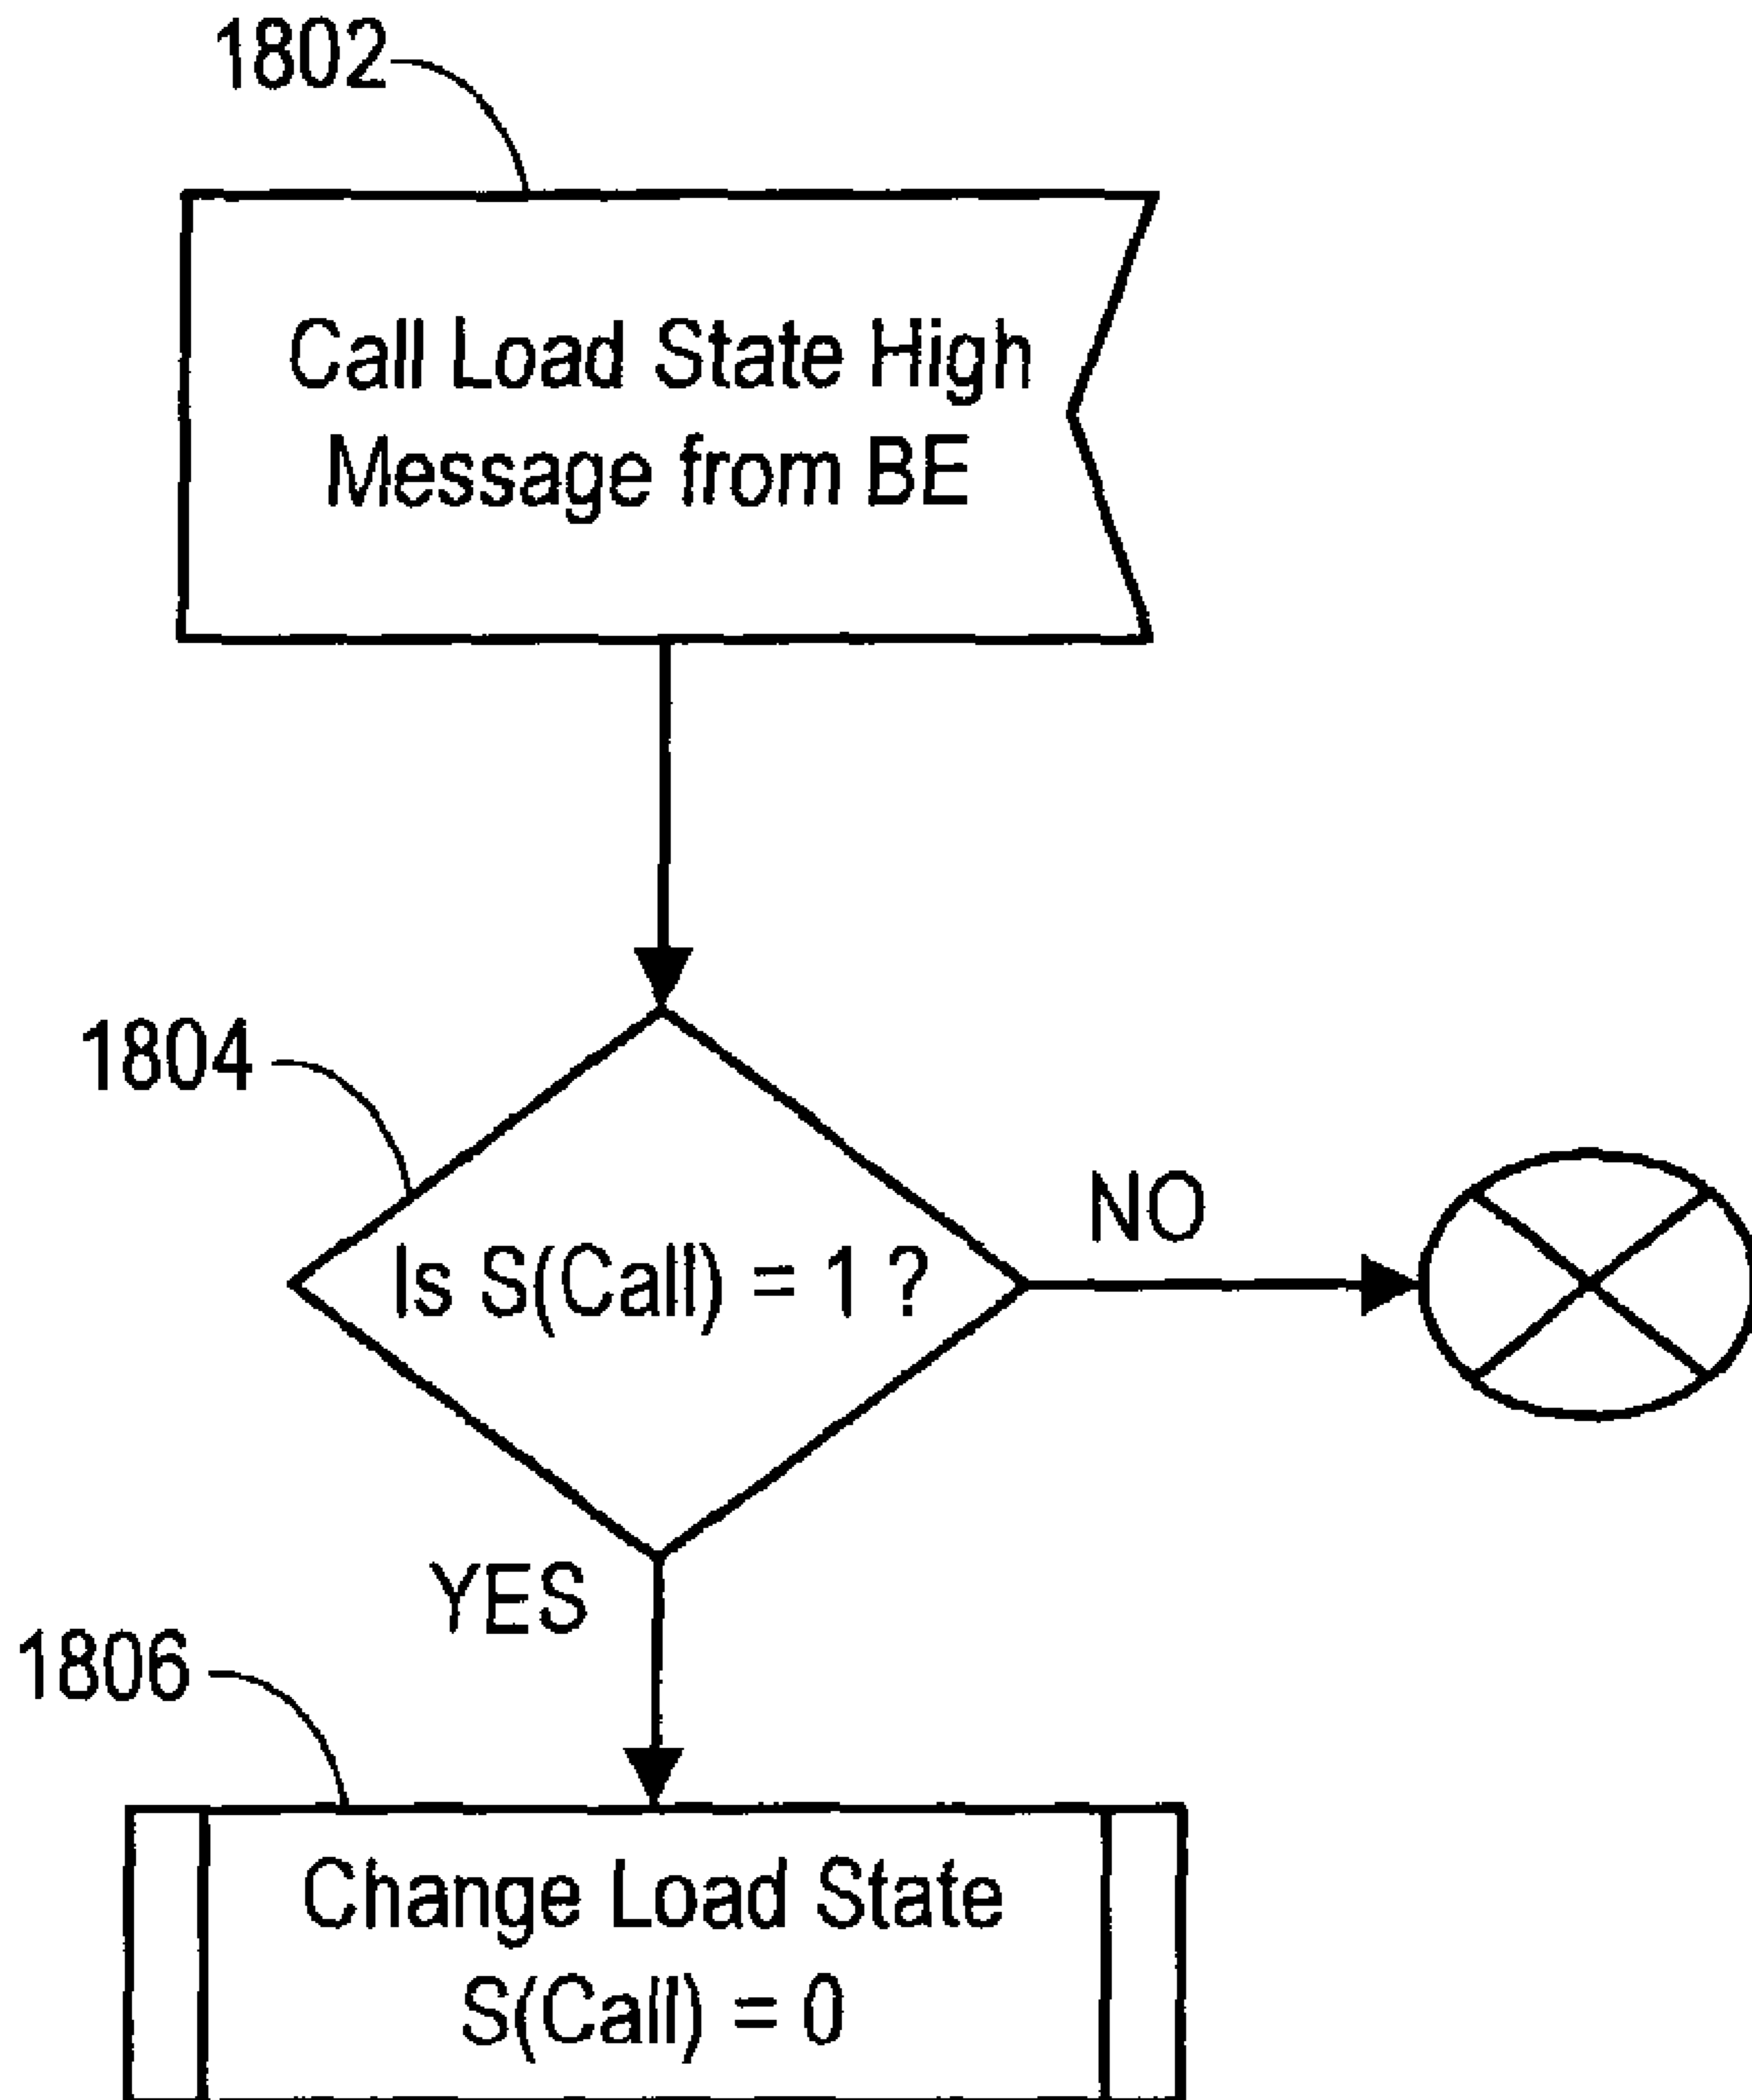 1802
Call Load State High
Message from BE
1804
Is S(Call) = 1 ?
NO
YES
1806
Change Load State
S(Call) = 0